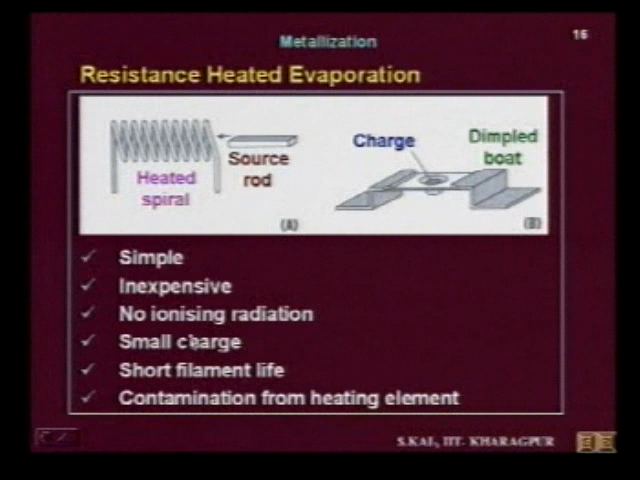 Metallization
16
Resistance Heated Evaporation
Heated spiral
Source rod
(A)
Charge
Dimpled boat
(B)
Simple
Inexpensive
No ionising radiation
Small charge
Short filament life
Contamination from heating element
S.KAL, IIT- KHARAGPUR